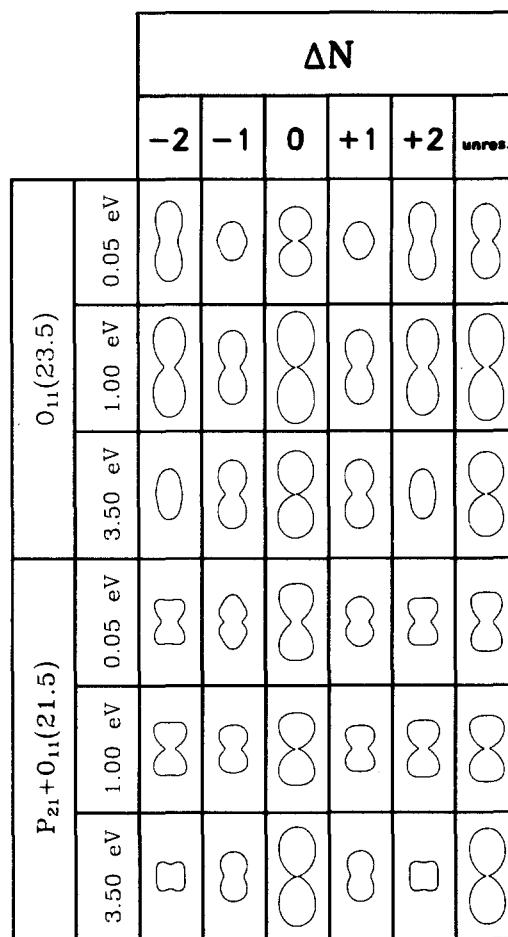 ΔN
−2 −1 0 +1 +2 unres.
O₁₁(23.5)
0.05 eV
1.00 eV
3.50 eV
P₂₁+O₁₁(21.5)
0.05 eV
1.00 eV
3.50 eV